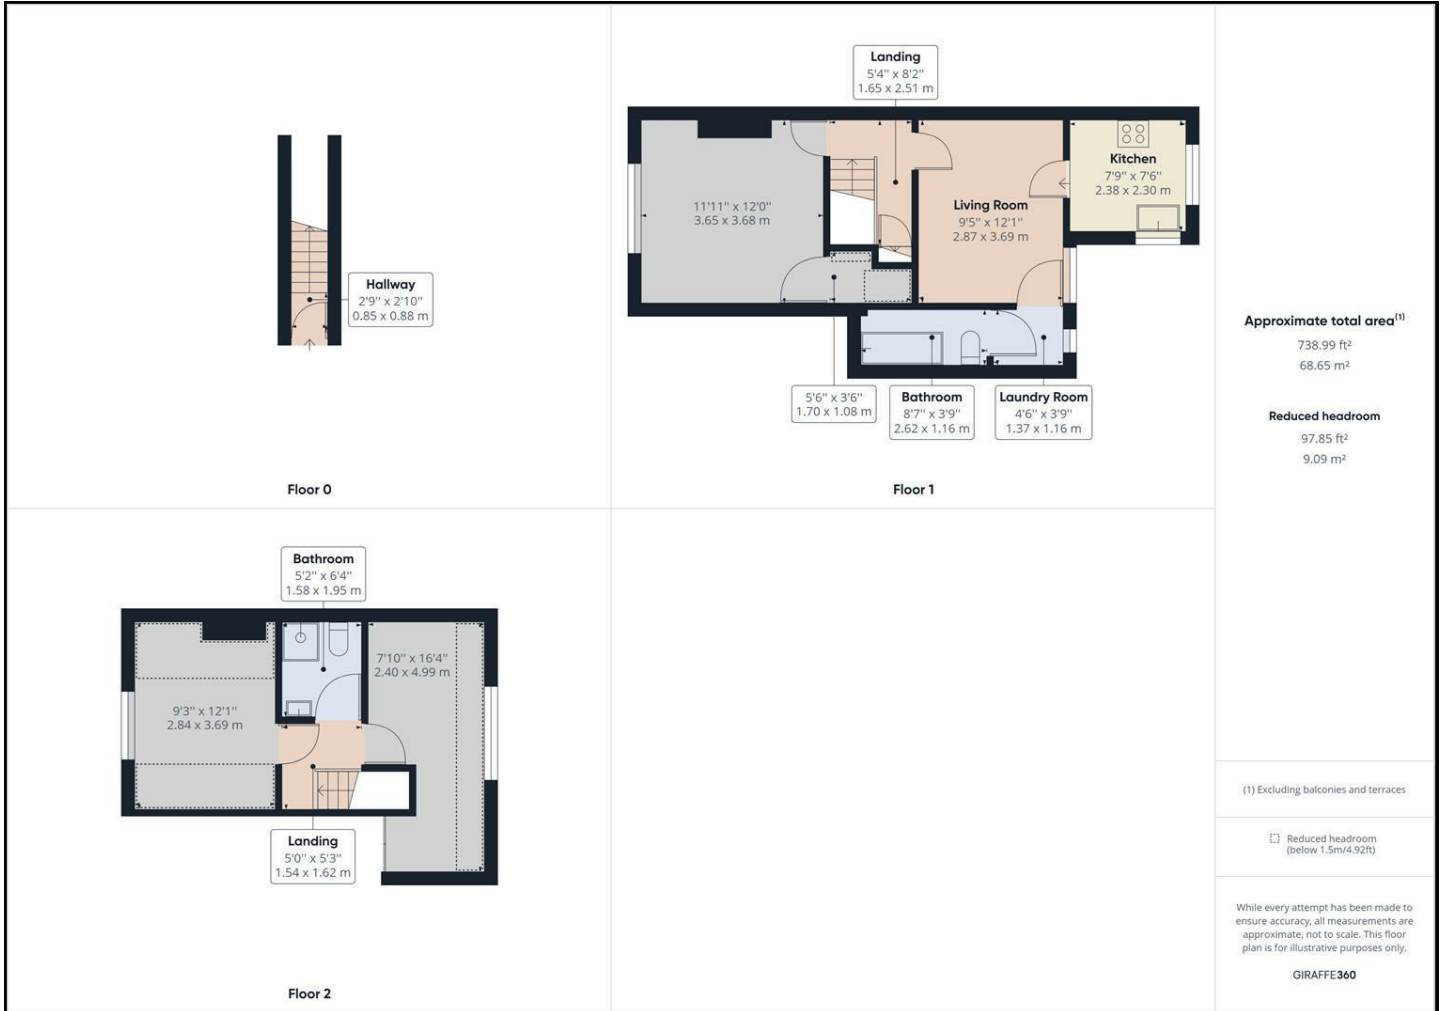 Hallway
2'9" x 2'10"
0.85 x 0.88 m
Floor 0
Landing
5'4" x 8'2"
1.65 x 2.51 m
11'11" x 12'0"
3.65 x 3.68 m
Living Room
9'5" x 12'1"
2.87 x 3.69 m
Kitchen
7'9" x 7'6"
2.38 x 2.30 m
5'6" x 3'6"
1.70 x 1.08 m
Bathroom
8'7" x 3'9"
2.62 x 1.16 m
Laundry Room
4'6" x 3'9"
1.37 x 1.16 m
Floor 1
Bathroom
5'2" x 6'4"
1.58 x 1.95 m
9'3" x 12'1"
2.84 x 3.69 m
7'10" x 16'4"
2.40 x 4.99 m
Landing
5'0" x 5'3"
1.54 x 1.62 m
Floor 2
Approximate total area(1)
738.99 ft²
68.65 m²
Reduced headroom
97.85 ft²
9.09 m²
(1) Excluding balconies and terraces
Reduced headroom
(below 1.5m/4.92ft)
While every attempt has been made to
ensure accuracy, all measurements are
approximate, not to scale. This floor
plan is for illustrative purposes only.
GIRAFFE360